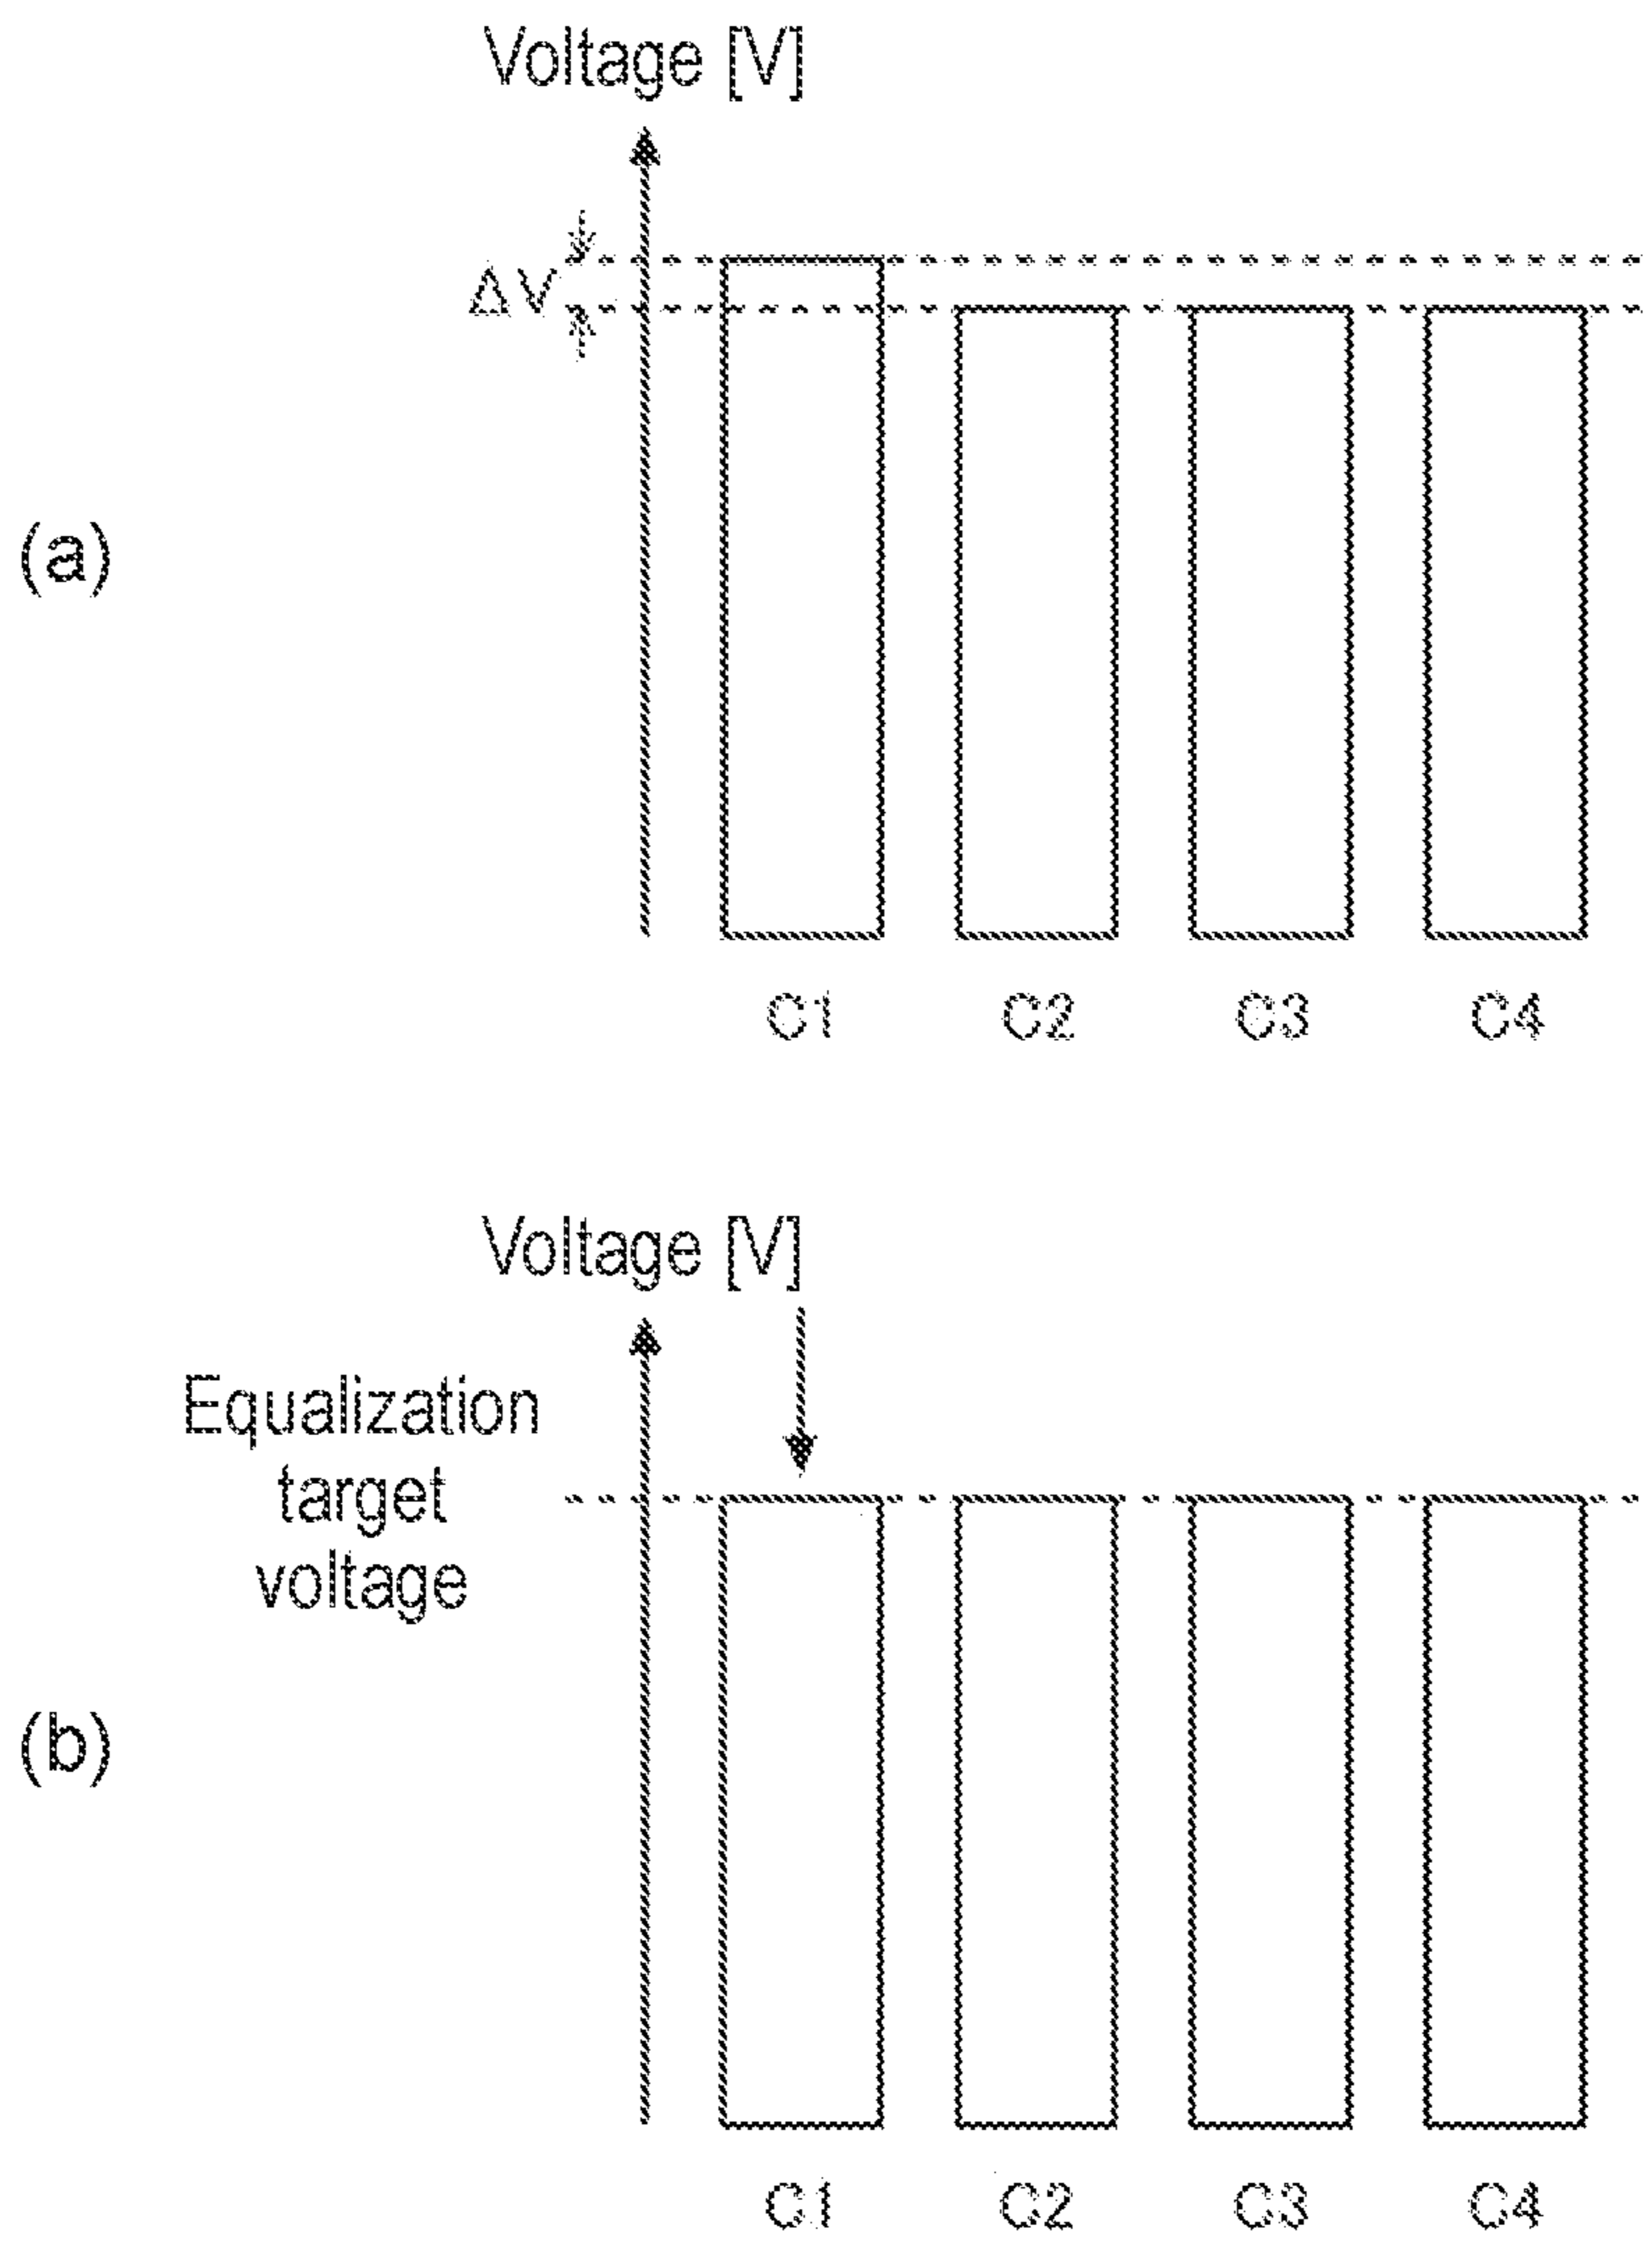 Voltage [V]
ΔV
(a)
C1 C2 C3 C4
Voltage [V]
Equalization
target
voltage
(b)
C1 C2 C3 C4